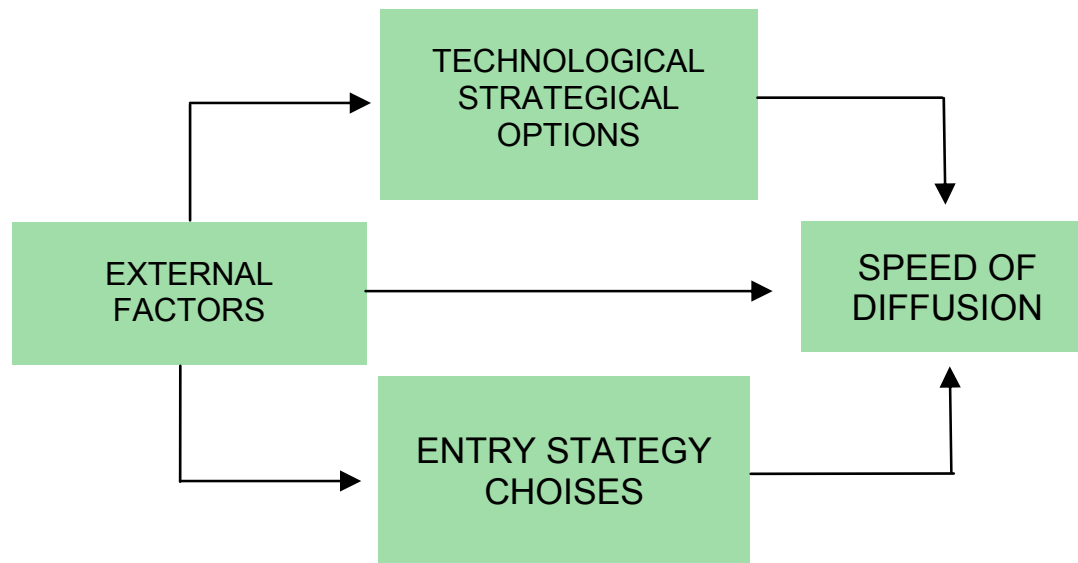 TECHNOLOGICAL
STRATEGICAL
OPTIONS
EXTERNAL
FACTORS
SPEED OF
DIFFUSION
ENTRY STATEGY
CHOISES